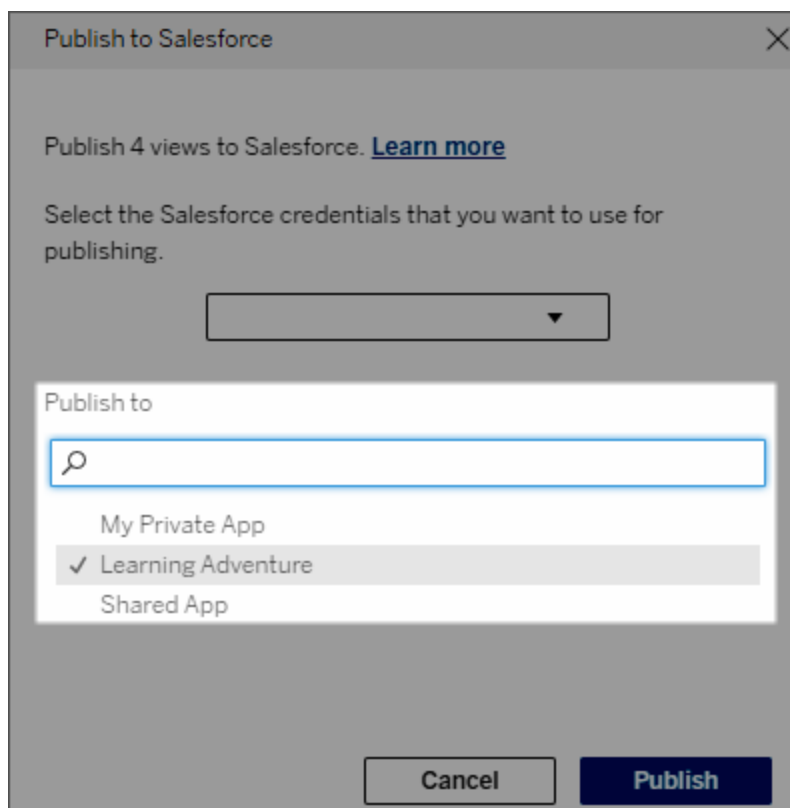 Publish to Salesforce
Publish 4 views to Salesforce. Learn more
Select the Salesforce credentials that you want to use for
publishing.
Publish to
My Private App
Learning Adventure
Shared App
Cancel
Publish